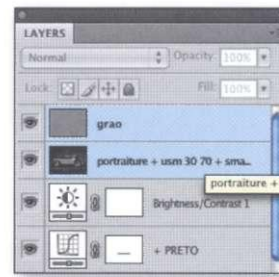 LAYERS
Normal Opacity: 100%
Lock: Fill: 100%
grao
portraiture + usm 30 70 + sma...
portraiture +
Brightness/Contrast 1
+ PRETO